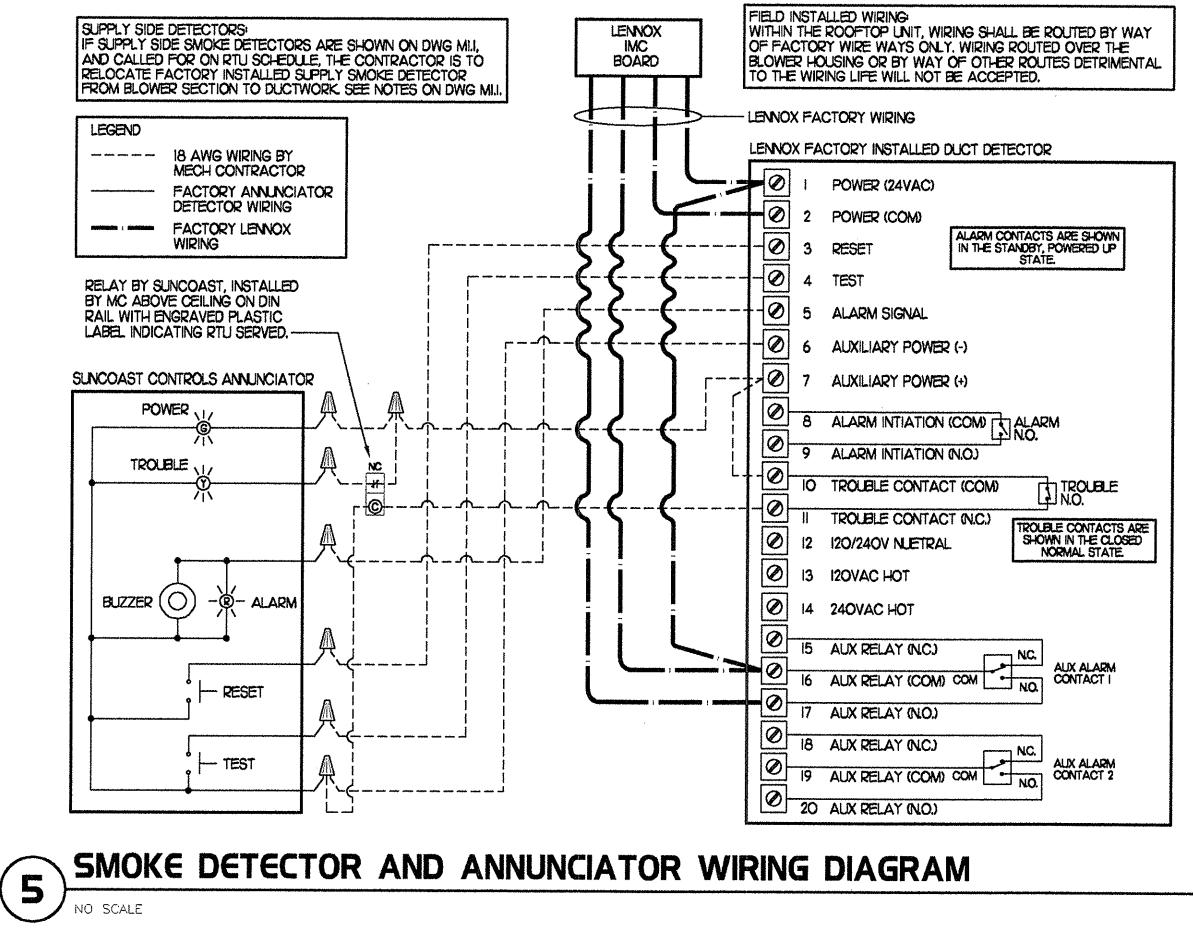 SUPPLY SIDE DETECTORS:
IF SUPPLY SIDE SMOKE DETECTORS ARE SHOWN ON DWG M1.1,
AND CALLED FOR ON RTU SCHEDULE, THE CONTRACTOR IS TO
RELOCATE FACTORY INSTALLED SUPPLY SMOKE DETECTOR
FROM BLOWER SECTION TO DUCTWORK. SEE NOTES ON DWG M1.1.
LENNOX
IMC
BOARD
FIELD INSTALLED WIRING:
WITHIN THE ROOFTOP UNIT, WIRING SHALL BE ROUTED BY WAY
OF FACTORY WIRE WAYS ONLY. WIRING ROUTED OVER THE
BLOWER HOUSING OR BY WAY OF OTHER ROUTES DETRIMENTAL
TO THE WIRING LIFE WILL NOT BE ACCEPTED.
LENNOX FACTORY WIRING
LEGEND
18 AWG WIRING BY
MECH CONTRACTOR
FACTORY ANNUNCIATOR
DETECTOR WIRING
FACTORY LENNOX
WIRING
RELAY BY SUNCOAST, INSTALLED
BY MC ABOVE CEILING ON DIN
RAIL WITH ENGRAVED PLASTIC
LABEL INDICATING RTU SERVED.
SUNCOAST CONTROLS ANNUNCIATOR
POWER
G
TROUBLE
Y
NC
C
BUZZER
R
ALARM
RESET
TEST
LENNOX FACTORY INSTALLED DUCT DETECTOR
1 POWER (24VAC)
2 POWER (COM)
3 RESET
4 TEST
5 ALARM SIGNAL
6 AUXILIARY POWER (-)
7 AUXILIARY POWER (+)
8 ALARM INTIATION (COM)
9 ALARM INTIATION (N.O.)
10 TROUBLE CONTACT (COM)
11 TROUBLE CONTACT (N.C.)
12 120/240V NUETRAL
13 120VAC HOT
14 240VAC HOT
15 AUX RELAY (N.C.)
16 AUX RELAY (COM) COM
17 AUX RELAY (N.O.)
18 AUX RELAY (N.C.)
19 AUX RELAY (COM) COM
20 AUX RELAY (N.O.)
ALARM CONTACTS ARE SHOWN
IN THE STANDBY, POWERED UP
STATE.
ALARM
N.O.
TROUBLE
N.O.
TROUBLE CONTACTS ARE
SHOWN IN THE CLOSED
NORMAL STATE.
N.C.
N.O.
AUX ALARM
CONTACT 1
N.C.
N.O.
AUX ALARM
CONTACT 2
5
SMOKE DETECTOR AND ANNUNCIATOR WIRING DIAGRAM
NO SCALE